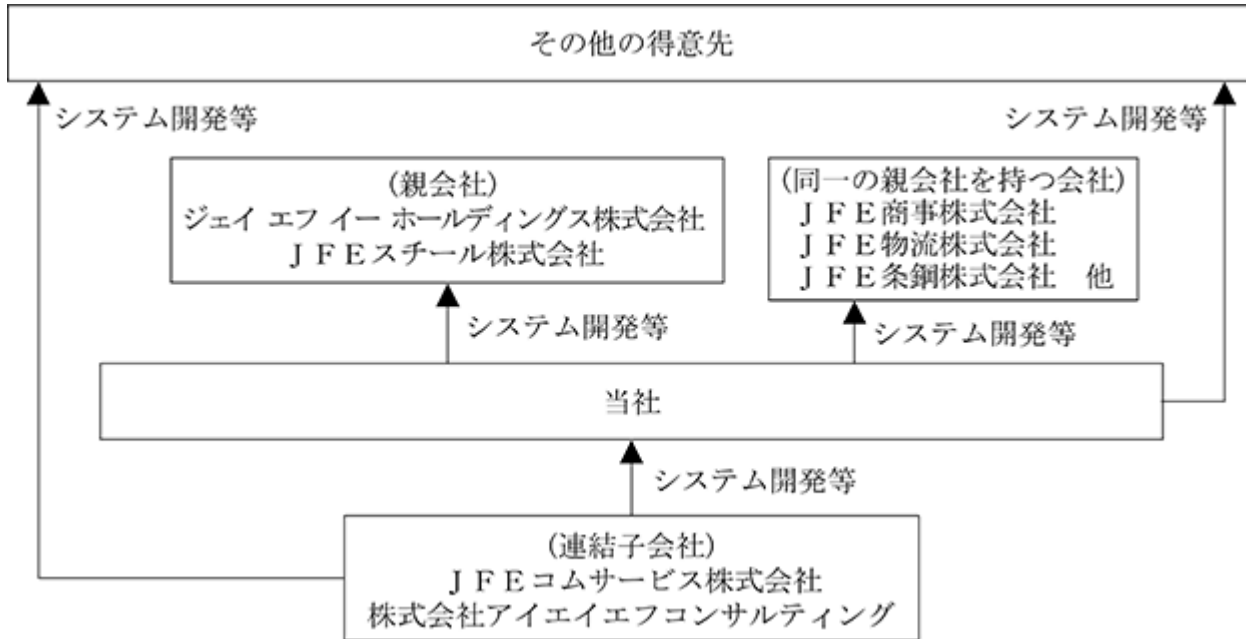 その他の得意先
システム開発等
システム開発等
(親会社)
ジェイ エフ イー ホールディングス株式会社
ＪＦＥスチール株式会社
(同一の親会社を持つ会社)
ＪＦＥ商事株式会社
ＪＦＥ物流株式会社
ＪＦＥ条鋼株式会社　他
システム開発等
システム開発等
当社
システム開発等
(連結子会社)
ＪＦＥコムサービス株式会社
株式会社アイエイエフコンサルティング